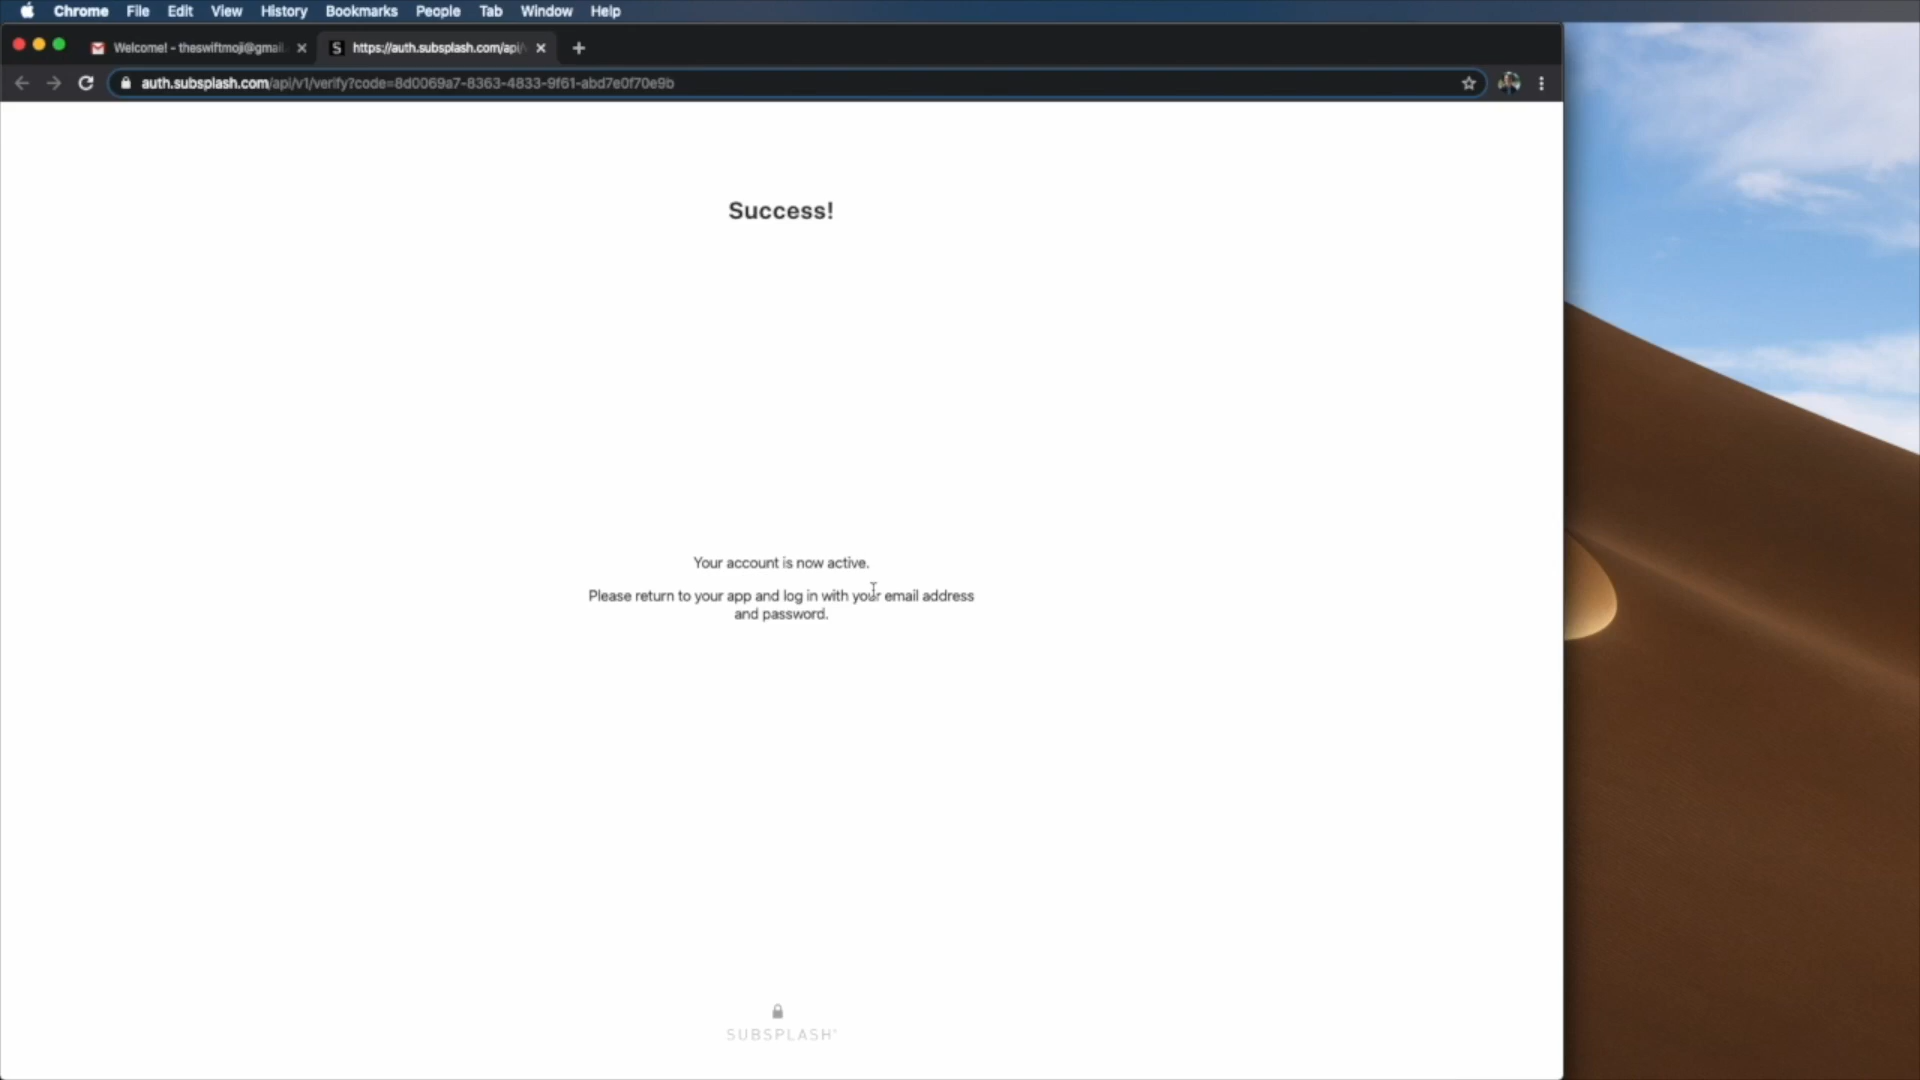 Chrome File Edit View History Bookmarks People Tab Window Help
Welcome! - theswiftmoji@gmail. S https://auth.subsplash.com/api/v
auth.subsplash.com/api/v1/verify?code=8d0069a7-8363-4833-9f61-abd7e0f70e9b
Success!
Your account is now active.
Please return to your app and log in with your email address
and password.
SUBSPLASH®